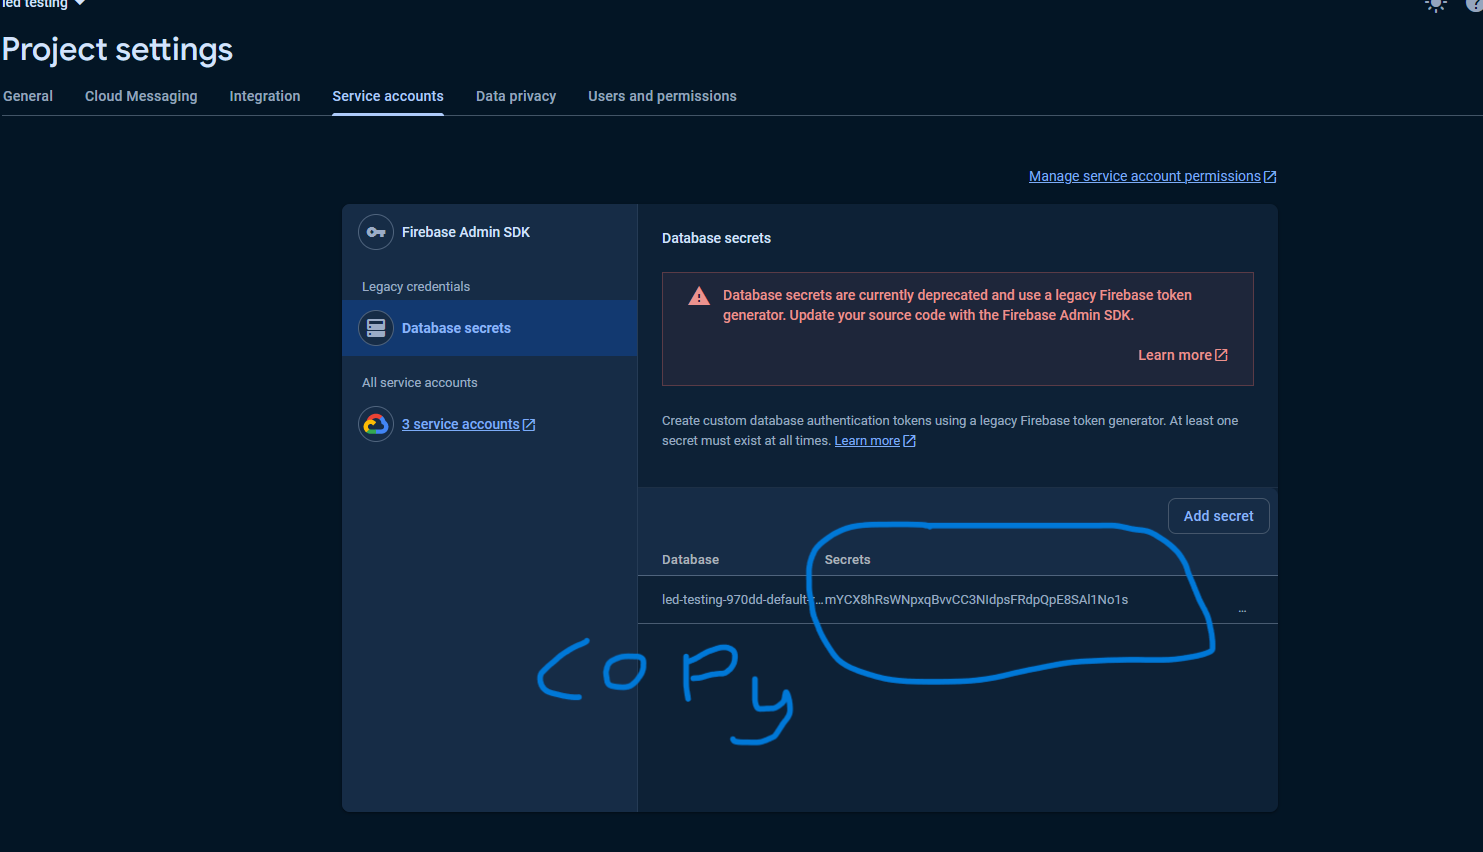 led testing
Project settings
General Cloud Messaging Integration Service accounts Data privacy Users and permissions
Manage service account permissions
Firebase Admin SDK
Legacy credentials
Database secrets
All service accounts
3 service accounts
Database secrets
Database secrets are currently deprecated and use a legacy Firebase token
generator. Update your source code with the Firebase Admin SDK.
Learn more
Create custom database authentication tokens using a legacy Firebase token generator. At least one
secret must exist at all times. Learn more
Add secret
Database Secrets
led-testing-970dd-default-r... mYCX8hRsWNpxqBvvCC3NIdpsFRdpQpE8SAl1No1s
...
copy